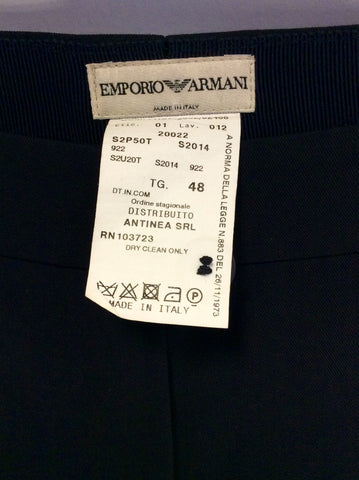 EMPORIO ARMANI
MADE IN ITALY
01 Lav. 012
20022
S2P50T S2014
922
S2U20T S2014 922
TG. 48
DT.IN.COM
Ordine stagionale
DISTRIBUITO
ANTINEA SRL
RN 103723
DRY CLEAN ONLY
P
MADE IN ITALY
A NORMA DELLA LEGGE N.883 DEL 26/11/1973